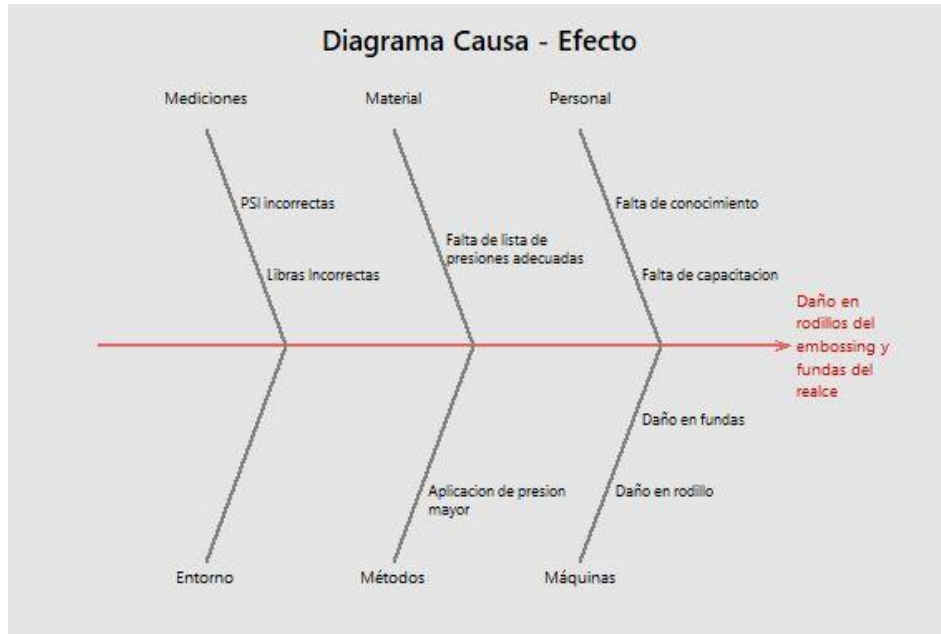 Diagrama Causa - Efecto
Mediciones
Material
Personal
PSI incorrectas
Falta de conocimiento
Falta de lista de
presiones adecuadas
Libras Incorrectas
Falta de capacitacion
Daño en
rodillos del
embossing y
fundas del
realce
Daño en fundas
Aplicacion de presion
mayor
Daño en rodillo
Entorno
Métodos
Máquinas